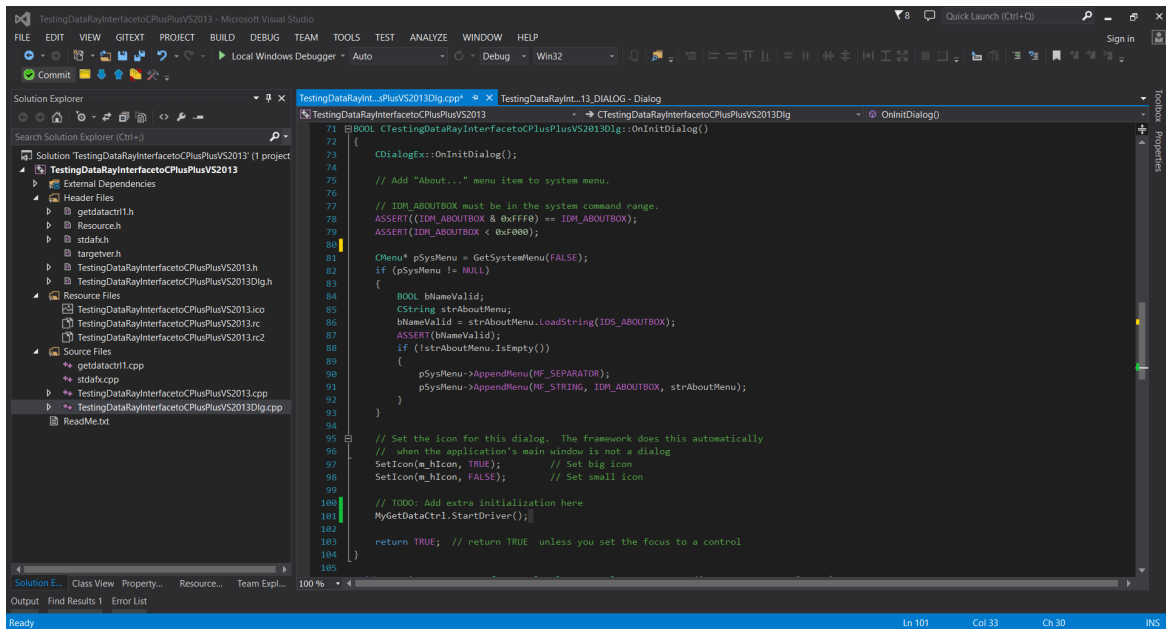 TestingDataRayInterfacetoCPlusPlusVS2013 - Microsoft Visual Studio
8
Quick Launch (Ctrl+Q)
FILE EDIT VIEW GITEXT PROJECT BUILD DEBUG TEAM TOOLS TEST ANALYZE WINDOW HELP
Sign in
Local Windows Debugger Auto Debug Win32
Commit
Solution Explorer
Search Solution Explorer (Ctrl+;)
Solution 'TestingDataRayInterfacetoCPlusPlusVS2013' (1 project
TestingDataRayInterfacetoCPlusPlusVS2013
External Dependencies
Header Files
getdatactrl1.h
Resource.h
stdafx.h
targetver.h
TestingDataRayInterfacetoCPlusPlusVS2013.h
TestingDataRayInterfacetoCPlusPlusVS2013Dlg.h
Resource Files
TestingDataRayInterfacetoCPlusPlusVS2013.ico
TestingDataRayInterfacetoCPlusPlusVS2013.rc
TestingDataRayInterfacetoCPlusPlusVS2013.rc2
Source Files
getdatactrl1.cpp
stdafx.cpp
TestingDataRayInterfacetoCPlusPlusVS2013.cpp
TestingDataRayInterfacetoCPlusPlusVS2013Dlg.cpp
ReadMe.txt
Solution E... Class View Property... Resource... Team Expl...
TestingDataRayInt...sPlusVS2013Dlg.cpp* TestingDataRayInt...13_DIALOG - Dialog
TestingDataRayInterfacetoCPlusPlusVS2013 CTestingDataRayInterfacetoCPlusPlusVS2013Dlg OnInitDialog()
71 BOOL CTestingDataRayInterfacetoCPlusPlusVS2013Dlg::OnInitDialog()
72 {
73 CDialogEx::OnInitDialog();
74
75 // Add "About..." menu item to system menu.
76
77 // IDM_ABOUTBOX must be in the system command range.
78 ASSERT((IDM_ABOUTBOX & 0xFFF0) == IDM_ABOUTBOX);
79 ASSERT(IDM_ABOUTBOX < 0xF000);
80
81 CMenu* pSysMenu = GetSystemMenu(FALSE);
82 if (pSysMenu != NULL)
83 {
84 BOOL bNameValid;
85 CString strAboutMenu;
86 bNameValid = strAboutMenu.LoadString(IDS_ABOUTBOX);
87 ASSERT(bNameValid);
88 if (!strAboutMenu.IsEmpty())
89 {
90 pSysMenu->AppendMenu(MF_SEPARATOR);
91 pSysMenu->AppendMenu(MF_STRING, IDM_ABOUTBOX, strAboutMenu);
92 }
93 }
94
95 // Set the icon for this dialog. The framework does this automatically
96 // when the application's main window is not a dialog
97 SetIcon(m_hIcon, TRUE); // Set big icon
98 SetIcon(m_hIcon, FALSE); // Set small icon
99
100 // TODO: Add extra initialization here
101 MyGetDataCtrl.StartDriver();
102
103 return TRUE; // return TRUE unless you set the focus to a control
104 }
105
100 %
Toolbox
Properties
Output Find Results 1 Error List
Ready
Ln 101 Col 33 Ch 30 INS